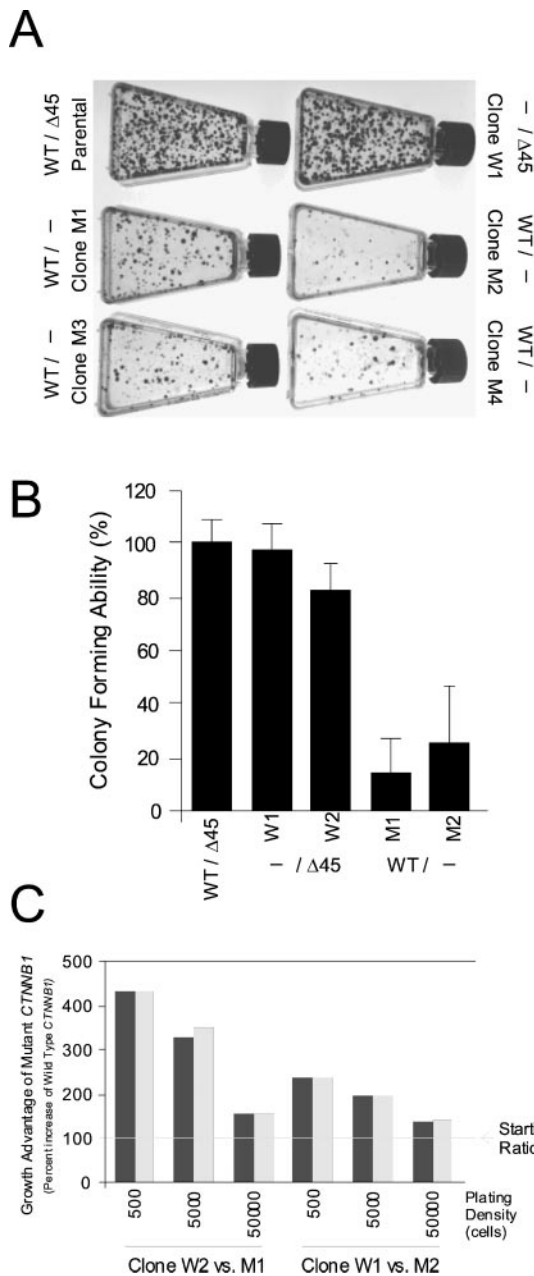 A
WT / Δ45
Parental
– / Δ45
Clone W1
WT / –
Clone M1
WT / –
Clone M2
WT / –
Clone M3
WT / –
Clone M4
B
Colony Forming Ability (%)
120
100
80
60
40
20
0
WT / Δ45
W1
W2
M1
M2
– / Δ45
WT / –
C
Growth Advantage of Mutant CTNNB1
(Percent increase of Wild Type CTNNB1)
500
400
300
200
100
0
Start
Ratio
500
5000
50000
500
5000
50000
Plating
Density
(cells)
Clone W2 vs. M1
Clone W1 vs. M2